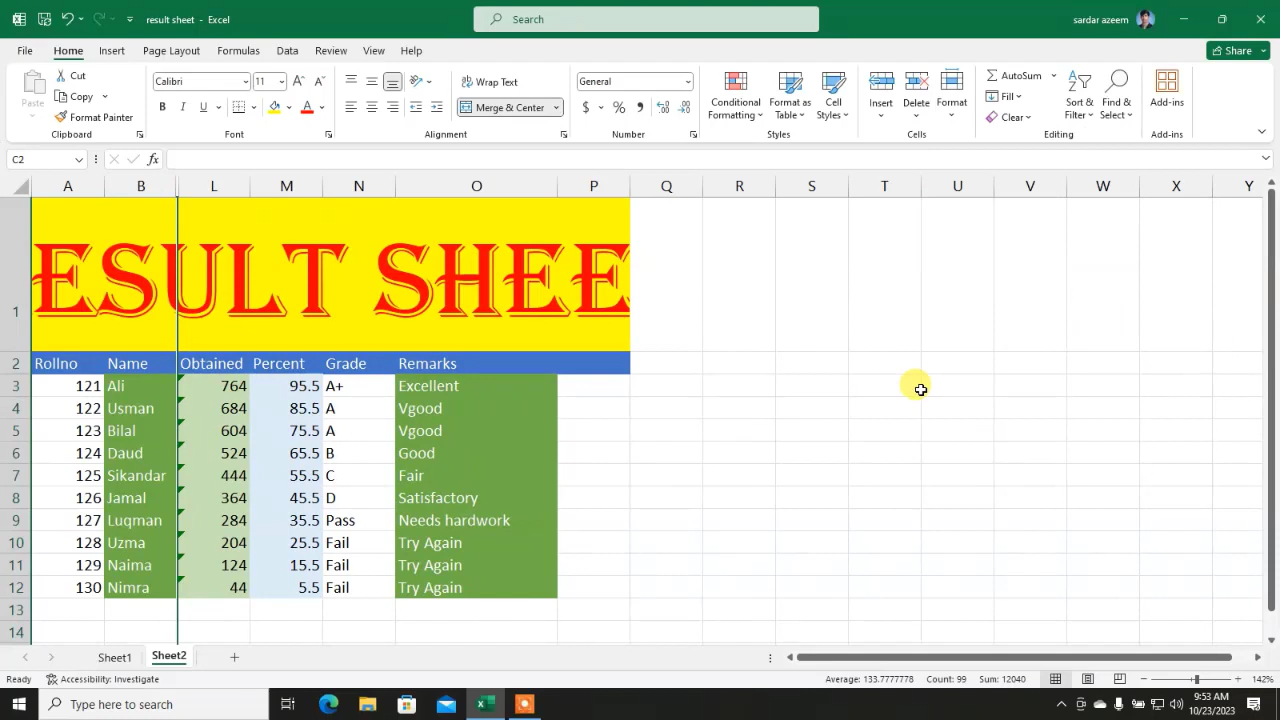 result sheet - Excel
Search
sardar azeem
File Home Insert Page Layout Formulas Data Review View Help
Share
Paste
Cut
Copy
Format Painter
Clipboard
Calibri 11
B I U
Font
Wrap Text
Merge & Center
Alignment
General
$ % ,
Number
Conditional Formatting
Format as Table
Cell Styles
Styles
Insert Delete Format
Cells
AutoSum
Fill
Clear
Sort & Filter
Find & Select
Editing
Add-ins
Add-ins
C2 fx
A B L M N O P Q R S T U V W X Y
1 ESULT SHEE
2 Rollno Name Obtained Percent Grade Remarks
3 121 Ali 764 95.5 A+ Excellent
4 122 Usman 684 85.5 A Vgood
5 123 Bilal 604 75.5 A Vgood
6 124 Daud 524 65.5 B Good
7 125 Sikandar 444 55.5 C Fair
8 126 Jamal 364 45.5 D Satisfactory
9 127 Luqman 284 35.5 Pass Needs hardwork
10 128 Uzma 204 25.5 Fail Try Again
11 129 Naima 124 15.5 Fail Try Again
12 130 Nimra 44 5.5 Fail Try Again
13
14
Sheet1 Sheet2
Ready Accessibility: Investigate Average: 133.7777778 Count: 99 Sum: 12040 142%
Type here to search
9:53 AM
10/23/2023